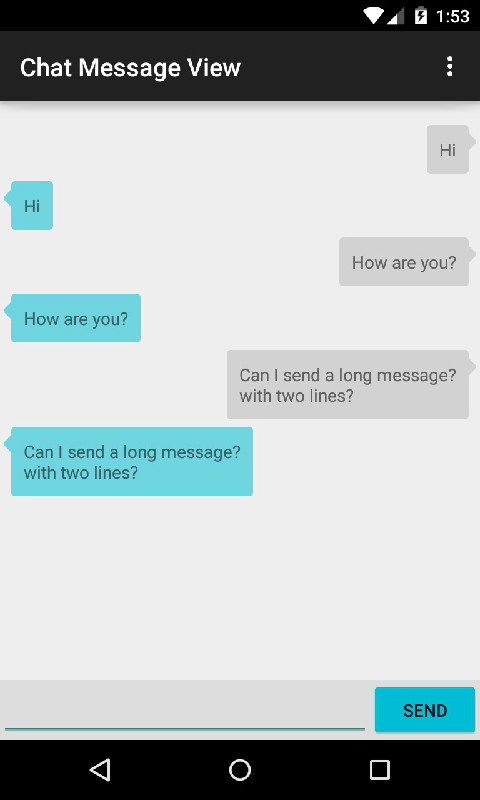 1:53
Chat Message View
Hi
Hi
How are you?
How are you?
Can I send a long message?
with two lines?
Can I send a long message?
with two lines?
SEND